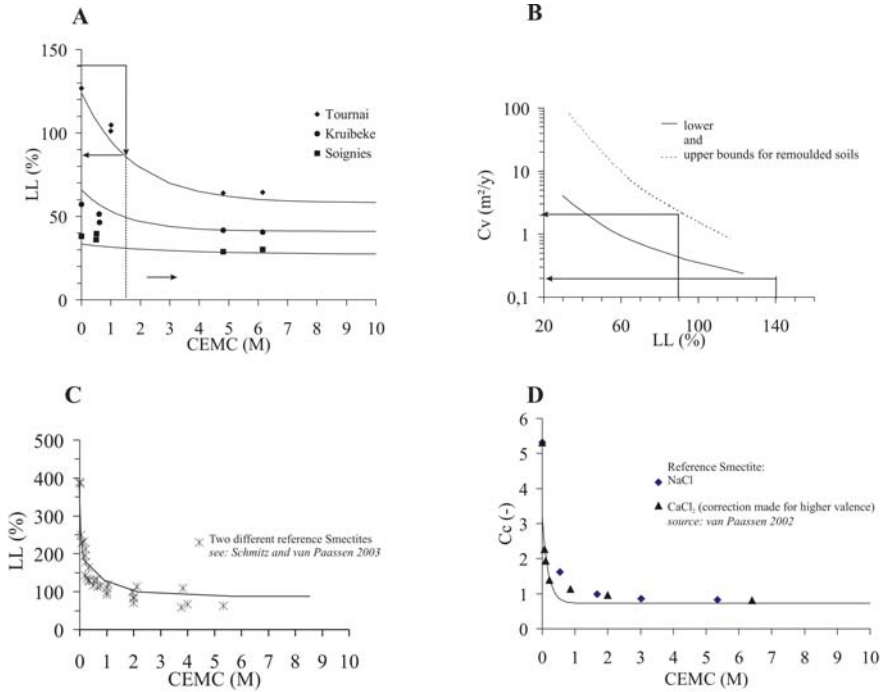 A
150
100
50
0
LL (%)
Tournai
Kruibeke
Soignies
0 1 2 3 4 5 6 7 8 9 10
CEMC (M)
B
100
10
1
0,1
Cv (m²/y)
lower
and
upper bounds for remoulded soils
20 60 100 140
LL (%)
C
500
400
300
200
100
0
LL (%)
Two different reference Smectites
see: Schmitz and van Paassen 2003
0 1 2 3 4 5 6 7 8 9 10
CEMC (M)
D
6
5
4
3
2
1
0
Cc (-)
Reference Smectite:
NaCl
CaCl₂ (correction made for higher valence)
source: van Paassen 2002
0 1 2 3 4 5 6 7 8 9 10
CEMC (M)